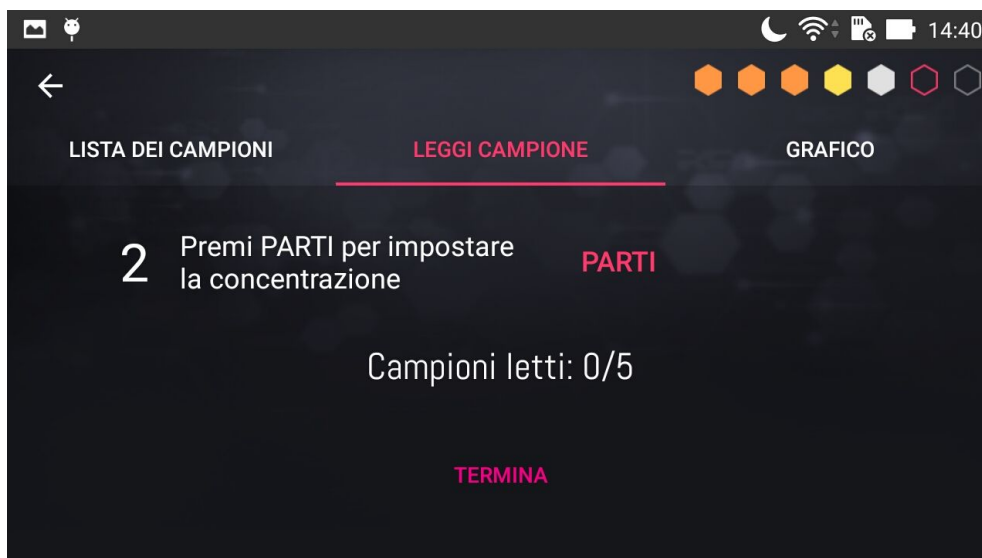 14:40
LISTA DEI CAMPIONI
LEGGI CAMPIONE
GRAFICO
2
Premi PARTI per impostare
la concentrazione
PARTI
Campioni letti: 0/5
TERMINA